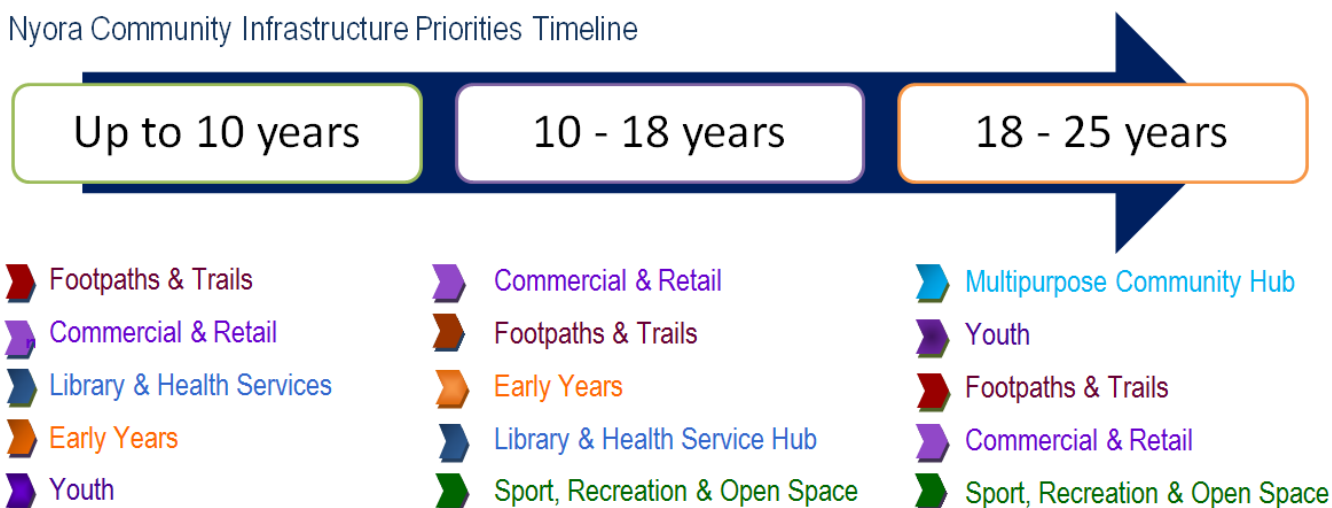 Nyora Community Infrastructure Priorities Timeline
Up to 10 years
10 - 18 years
18 - 25 years
Footpaths & Trails
Commercial & Retail
n
Library & Health Services
Early Years
Youth
Commercial & Retail
Footpaths & Trails
Early Years
Library & Health Service Hub
Sport, Recreation & Open Space
Multipurpose Community Hub
Youth
Footpaths & Trails
Commercial & Retail
Sport, Recreation & Open Space